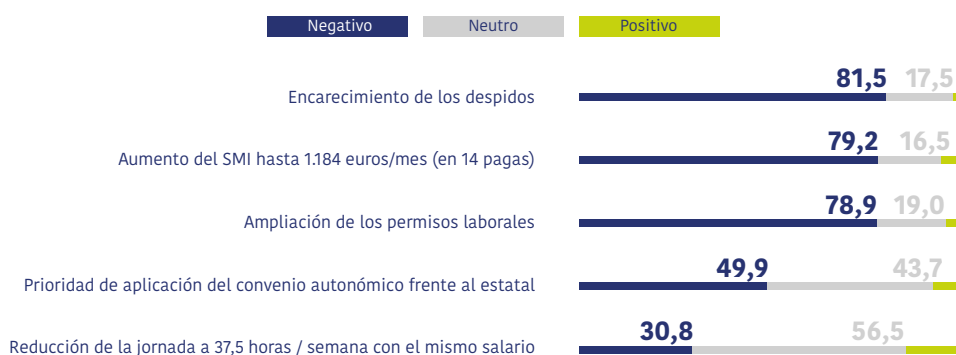 Negativo Neutro Positivo
81,5 17,5
Encarecimiento de los despidos
79,2 16,5
Aumento del SMI hasta 1.184 euros/mes (en 14 pagas)
78,9 19,0
Ampliación de los permisos laborales
49,9 43,7
Prioridad de aplicación del convenio autonómico frente al estatal
30,8 56,5
Reducción de la jornada a 37,5 horas / semana con el mismo salario